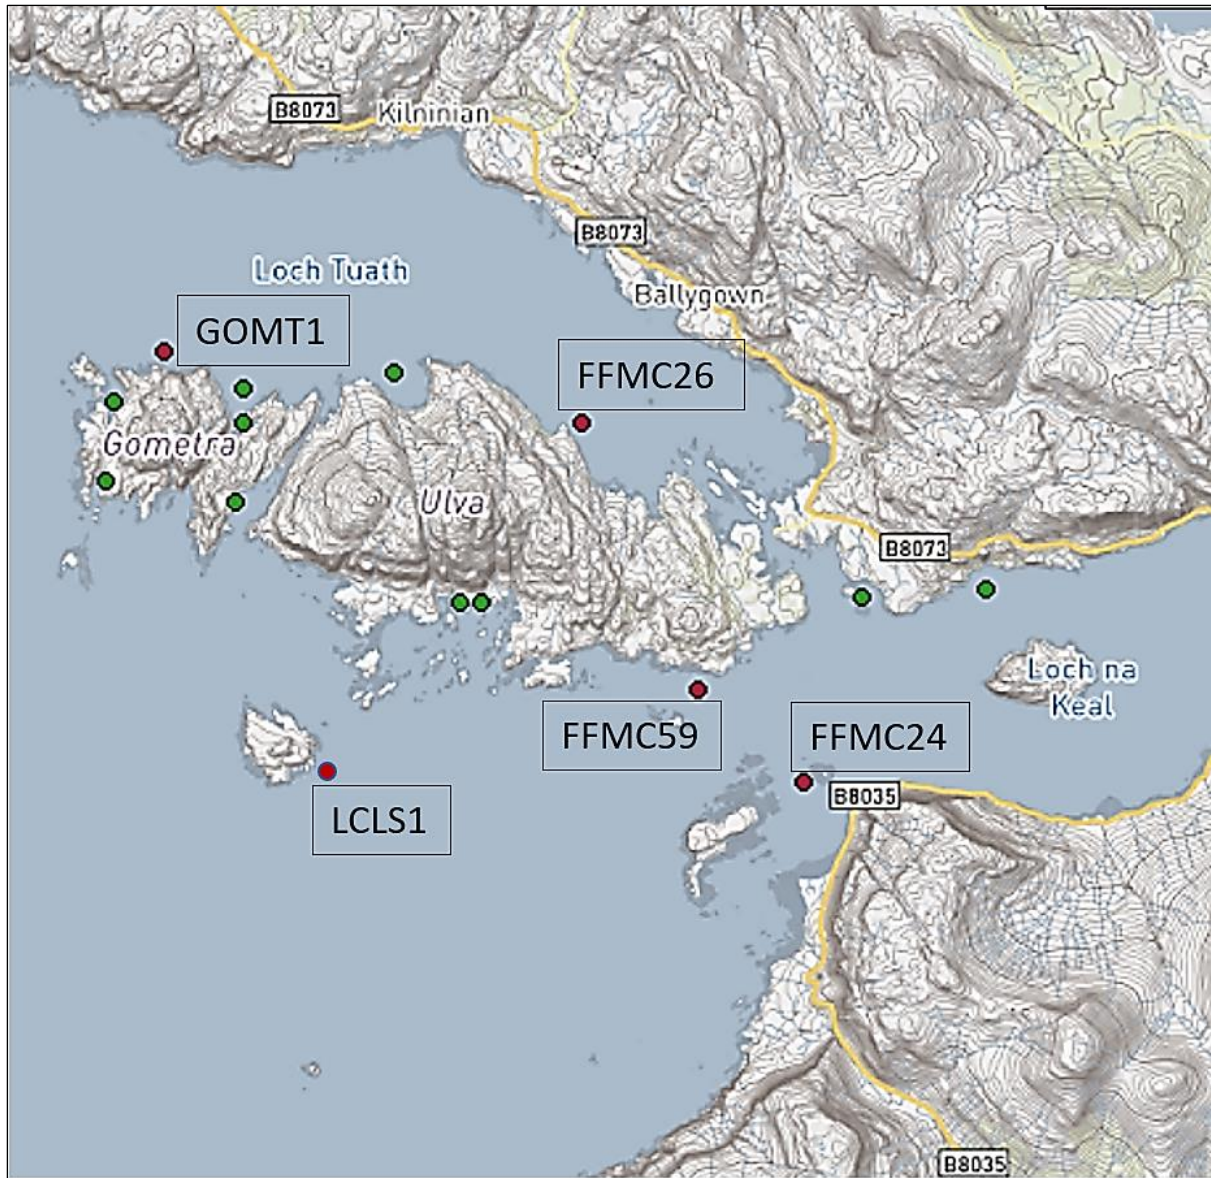 B8073
Kilninian
B8073
Loch Tuath
Ballygown
GOMT1
FFMC26
Gometra
Ulva
B8073
Loch na
Keal
FFMC59
FFMC24
B8035
LCLS1
B8035